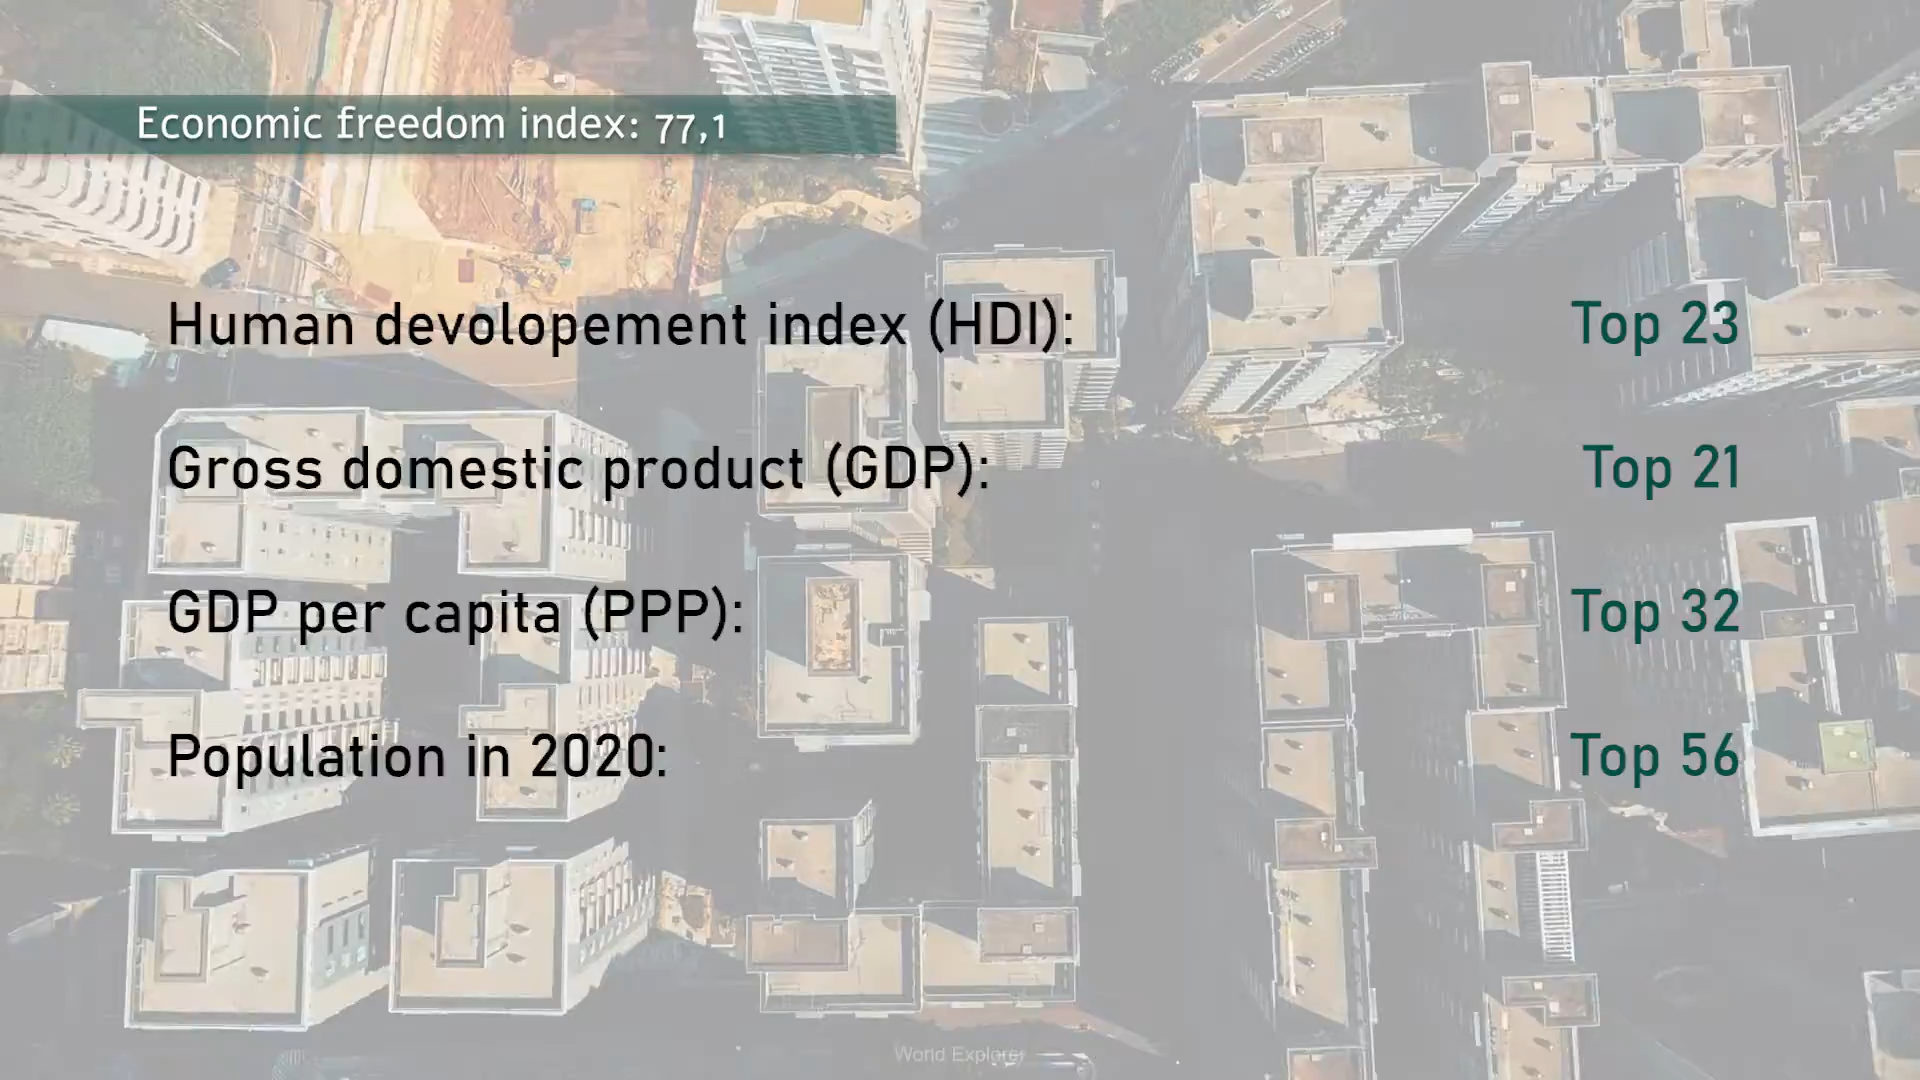 Economic freedom index: 77,1
Human devolopement index (HDI): Top 23
Gross domestic product (GDP): Top 21
GDP per capita (PPP): Top 32
Population in 2020: Top 56
World Explorer